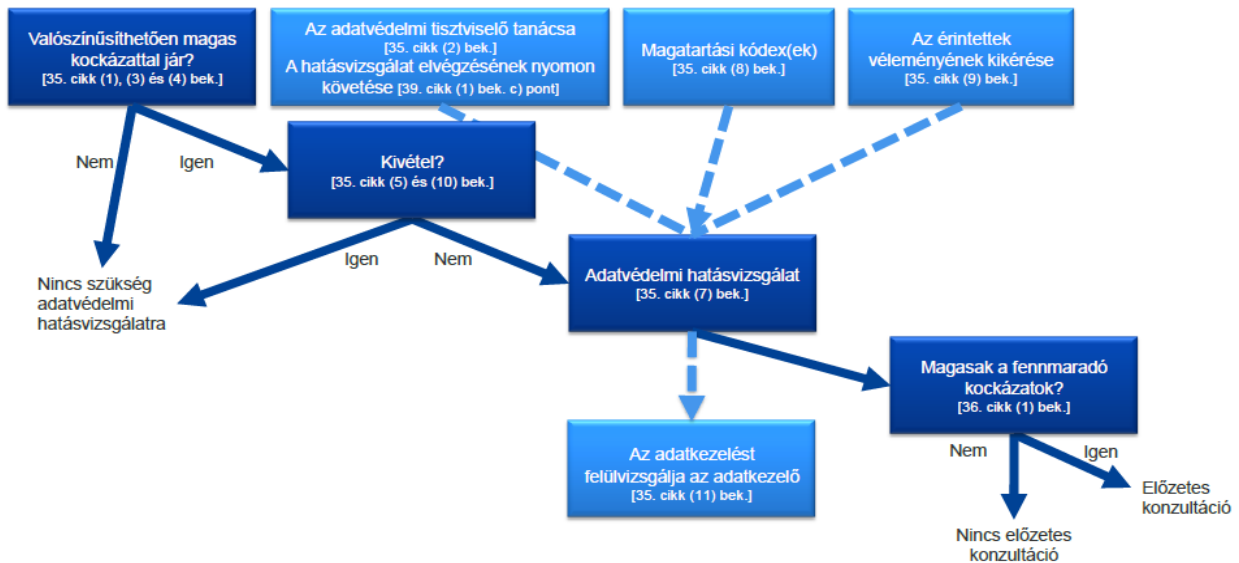 Valószínűsíthetően magas
kockázattal jár?
[35. cikk (1), (3) és (4) bek.]
Az adatvédelmi tisztviselő tanácsa
[35. cikk (2) bek.]
A hatásvizsgálat elvégzésének nyomon
követése [39. cikk (1) bek. c) pont]
Magatartási kódex(ek)
[35. cikk (8) bek.]
Az érintettek
véleményének kikérése
[35. cikk (9) bek.]
Nem
Igen
Kivétel?
[35. cikk (5) és (10) bek.]
Igen
Nem
Nincs szükség
adatvédelmi
hatásvizsgálatra
Adatvédelmi hatásvizsgálat
[35. cikk (7) bek.]
Magasak a fennmaradó
kockázatok?
[36. cikk (1) bek.]
Az adatkezelést
felülvizsgálja az adatkezelő
[35. cikk (11) bek.]
Nem
Igen
Előzetes
konzultáció
Nincs előzetes
konzultáció